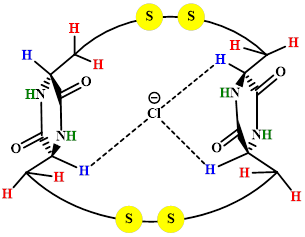 S S
H H H H H
H H
HN O O
Cl ⊖
HN
O NH O NH
H H
H H H H
S S